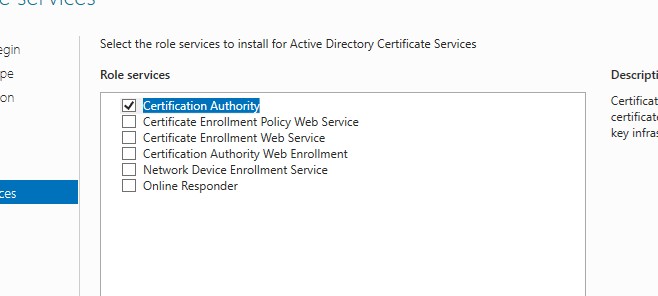 services
egin
Select the role services to install for Active Directory Certificate Services
pe
Role services
Descripti
on
Certification Authority
Certificat
Certificate Enrollment Policy Web Service
certificate
Certificate Enrollment Web Service
key infras
Certification Authority Web Enrollment
Network Device Enrollment Service
Online Responder
ces